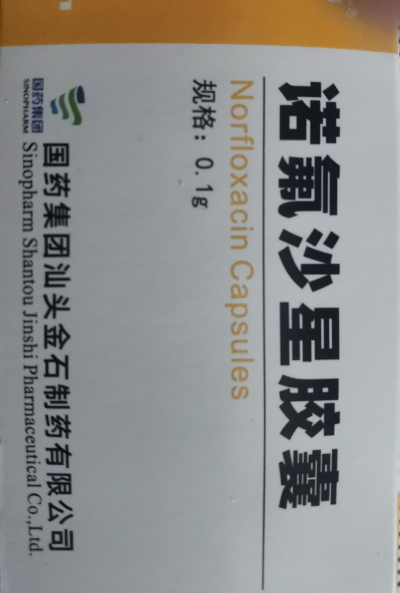 诺氟沙星胶囊
Norfloxacin Capsules
规格：0.1g
国药集团
SINOPHARM
国药集团汕头金石制药有限公司
Sinopharm Shantou Jinshi Pharmaceutical Co.,Ltd.